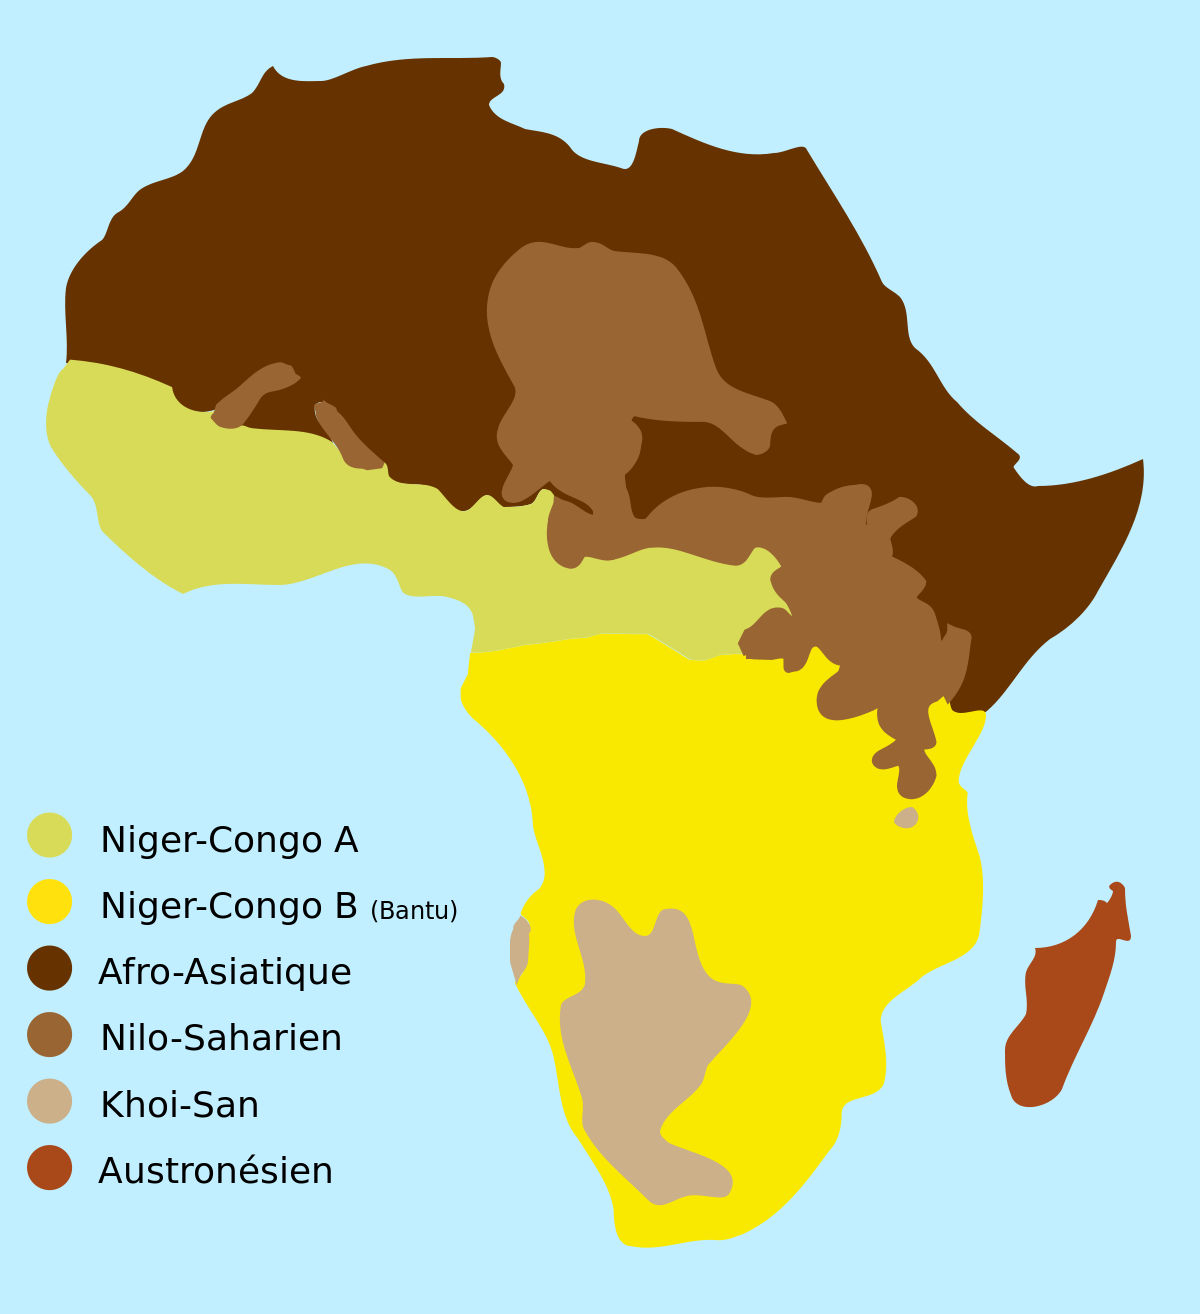 Niger-Congo A
Niger-Congo B (Bantu)
Afro-Asiatique
Nilo-Saharien
Khoi-San
Austronésien